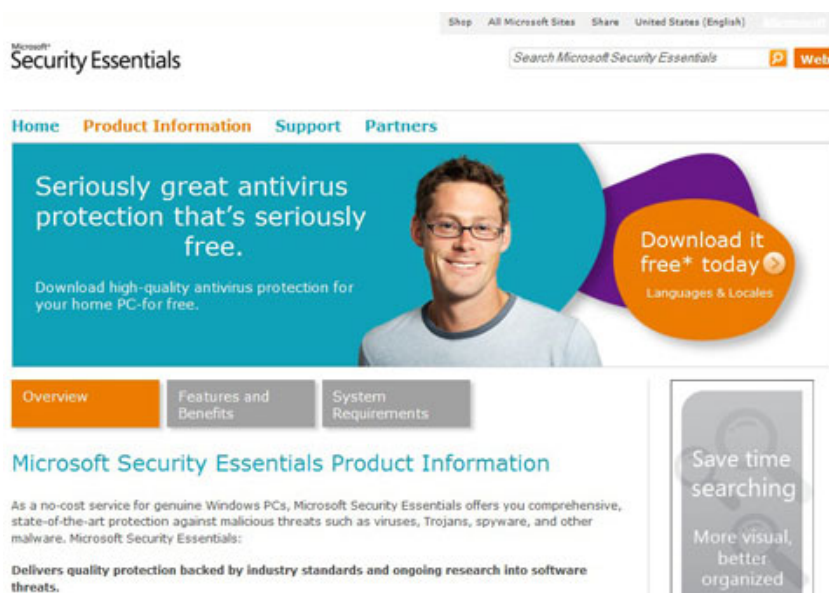 Shop All Microsoft Sites Share United States (English)
Microsoft®
Security Essentials
Search Microsoft Security Essentials
Web
Home Product Information Support Partners
Seriously great antivirus
protection that's seriously
free.
Download high-quality antivirus protection for
your home PC-for free.
Download it
free* today
Languages & Locales
Overview
Features and
Benefits
System
Requirements
Microsoft Security Essentials Product Information
As a no-cost service for genuine Windows PCs, Microsoft Security Essentials offers you comprehensive,
state-of-the-art protection against malicious threats such as viruses, Trojans, spyware, and other
malware. Microsoft Security Essentials:
Delivers quality protection backed by industry standards and ongoing research into software
threats.
Save time
searching
More visual,
better
organized